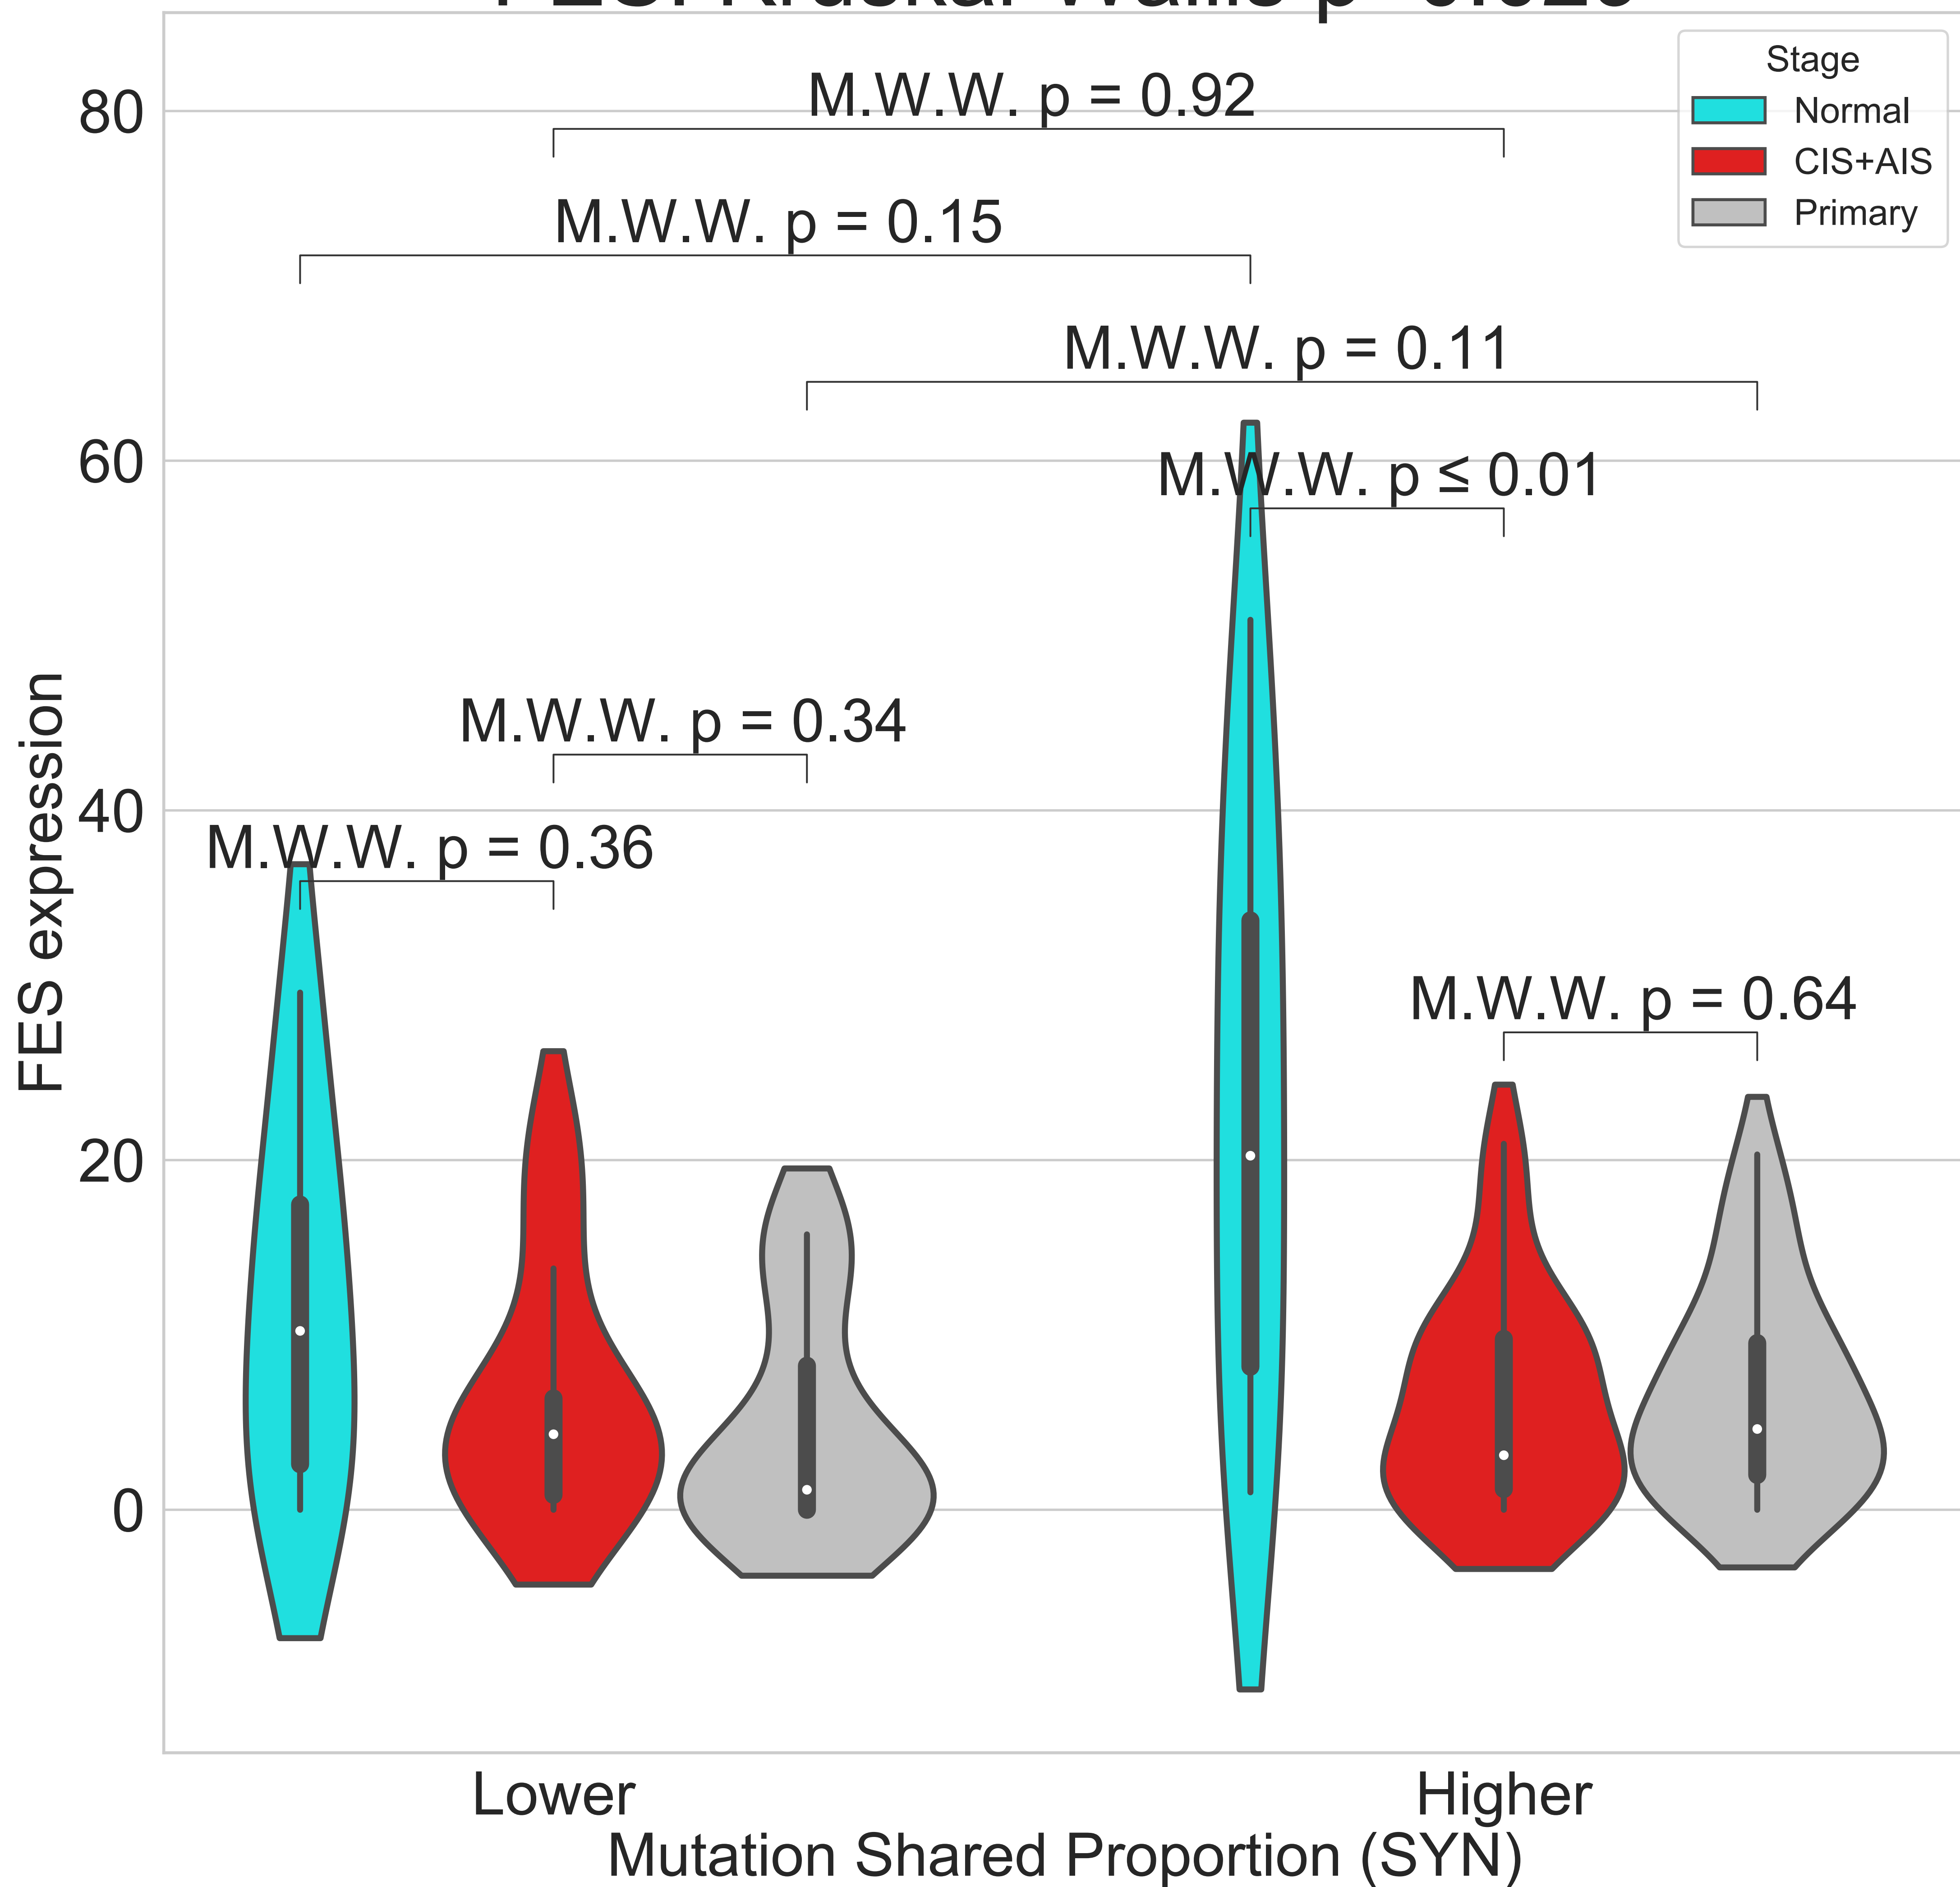 Stage
Normal
CIS+AIS
Primary
M.W.W. p = 0.92
M.W.W. p = 0.15
M.W.W. p = 0.11
M.W.W. p ≤ 0.01
M.W.W. p = 0.34
M.W.W. p = 0.36
M.W.W. p = 0.64
80
60
40
20
0
FES expression
Lower
Higher
Mutation Shared Proportion (SYN)